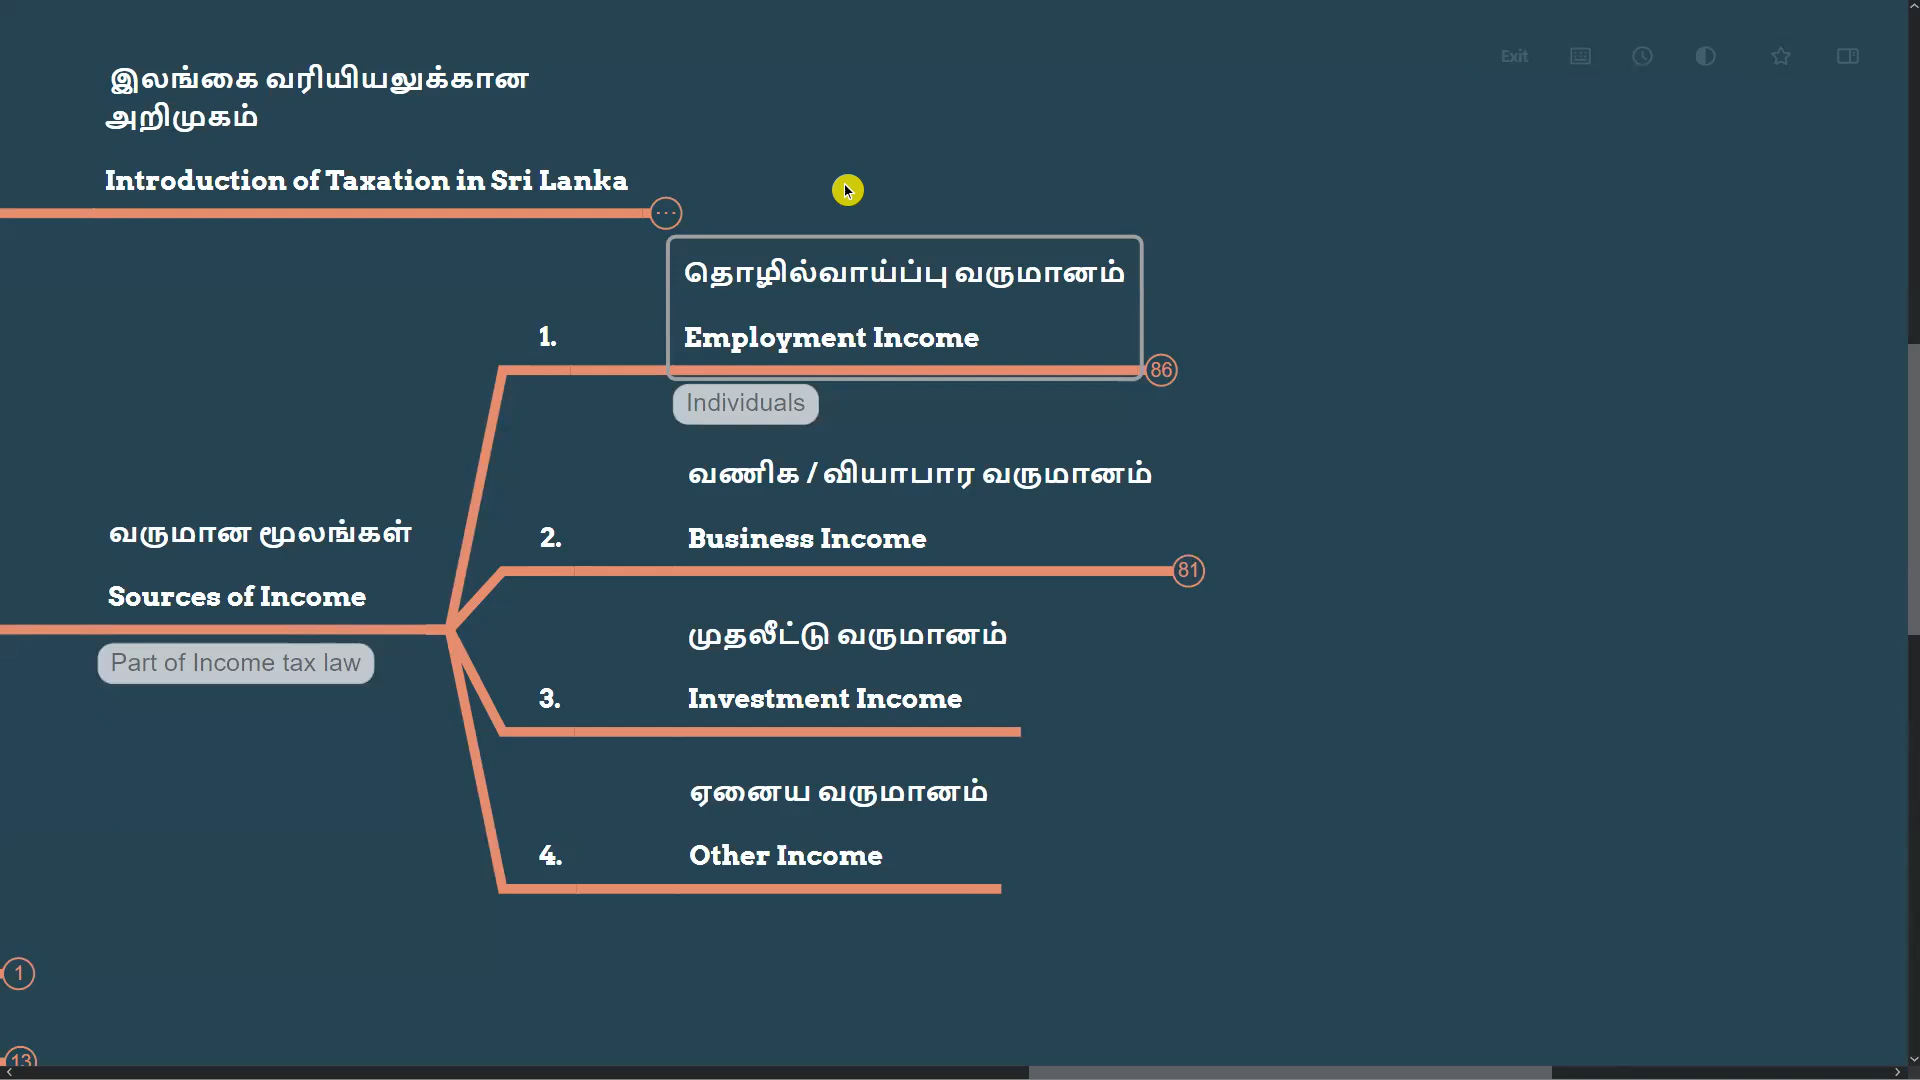 Exit
இலங்கை வரியியலுக்கான
அறிமுகம்
Introduction of Taxation in Sri Lanka
...
தொழில்வாய்ப்பு வருமானம்
1.
Employment Income
86
Individuals
வணிக / வியாபார வருமானம்
2.
Business Income
81
வருமான மூலங்கள்
Sources of Income
Part of Income tax law
முதலீட்டு வருமானம்
3.
Investment Income
ஏனைய வருமானம்
4.
Other Income
1
13